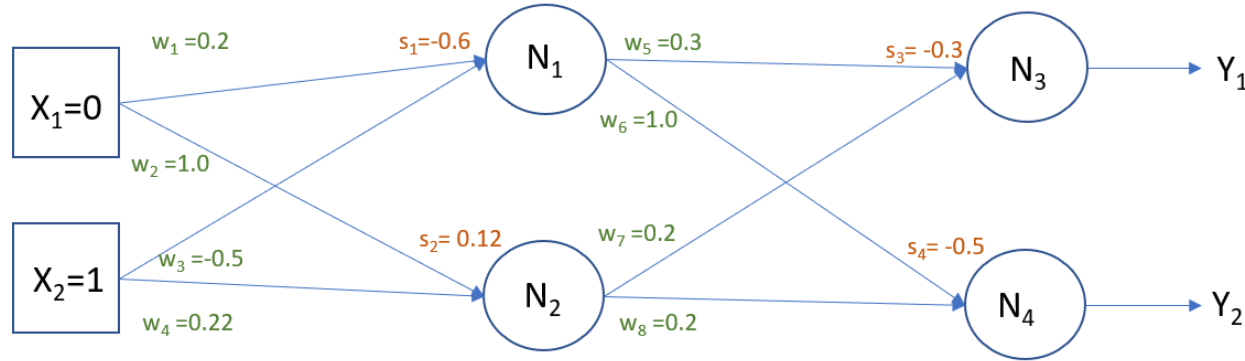 w₁ =0.2
s₁=-0.6
N₁
w₅ =0.3
s₃= -0.3
N₃
Y₁
X₁=0
w₆ =1.0
w₂ =1.0
X₂=1
w₃ =-0.5
s₂= 0.12
N₂
w₇ =0.2
s₄= -0.5
N₄
Y₂
w₄ =0.22
w₈ =0.2